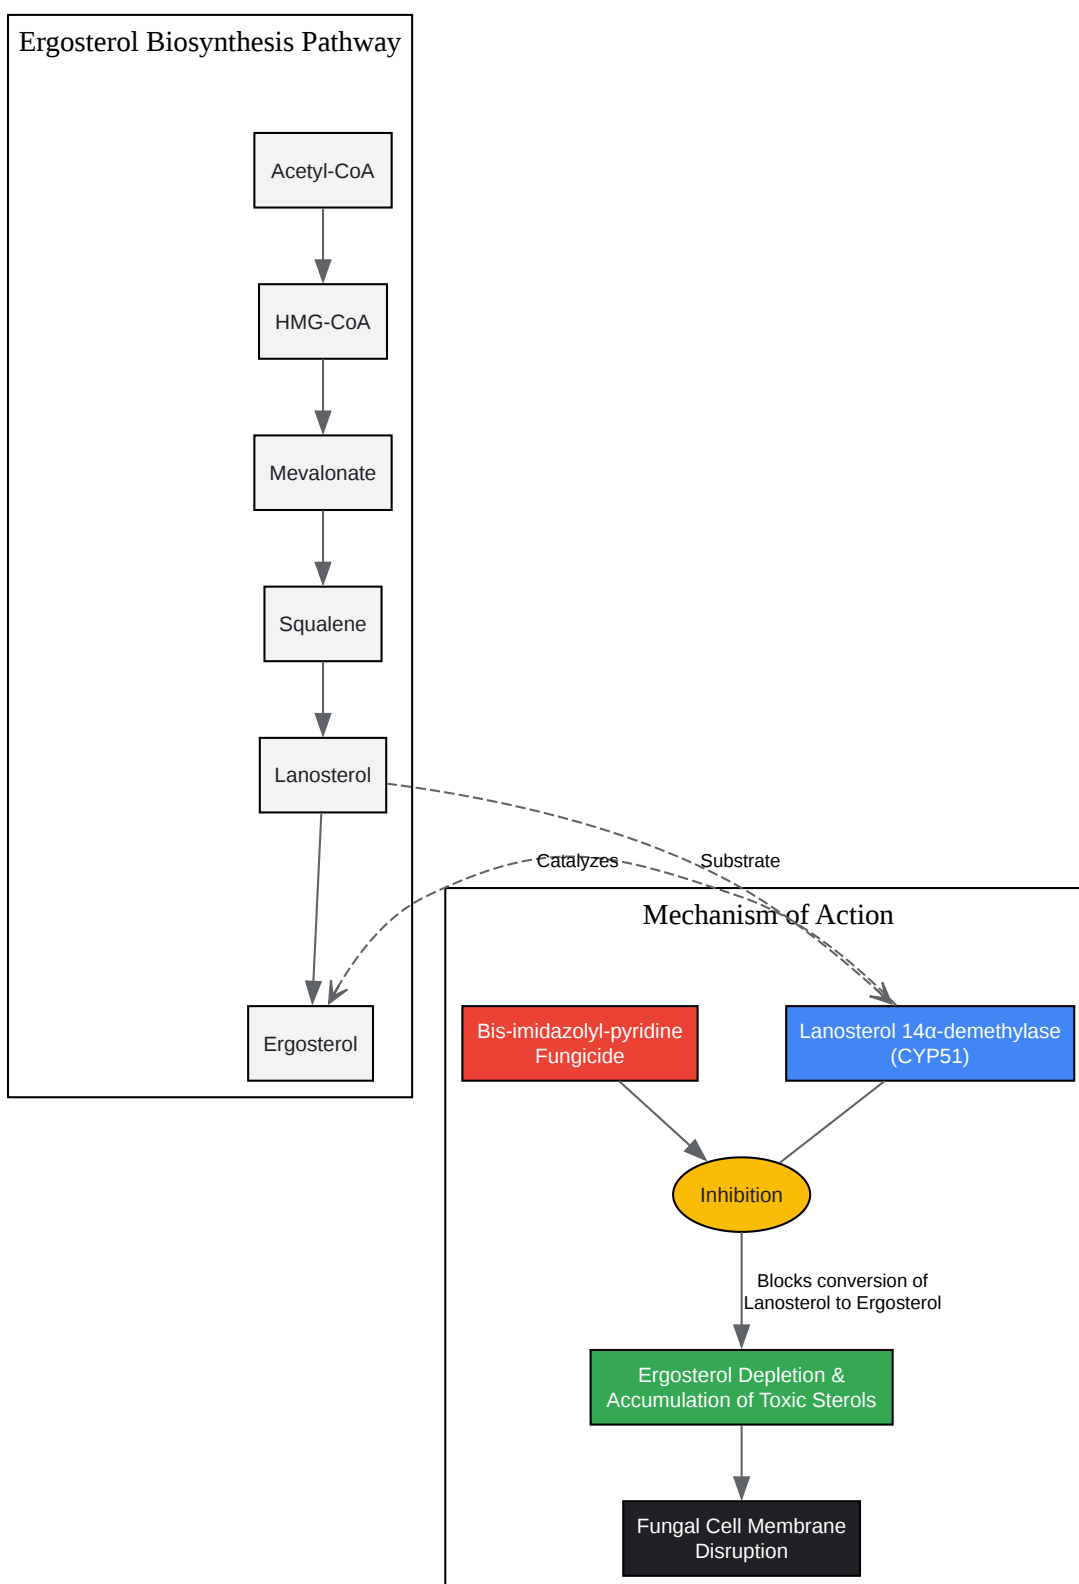 Ergosterol Biosynthesis Pathway
Acetyl-CoA
HMG-CoA
Mevalonate
Squalene
Lanosterol
Catalyzes
Substrate
Mechanism of Action
Ergosterol
Bis-imidazolyl-pyridine
Fungicide
Lanosterol 14α-demethylase
(CYP51)
Inhibition
Blocks conversion of
Lanosterol to Ergosterol
Ergosterol Depletion &
Accumulation of Toxic Sterols
Fungal Cell Membrane
Disruption